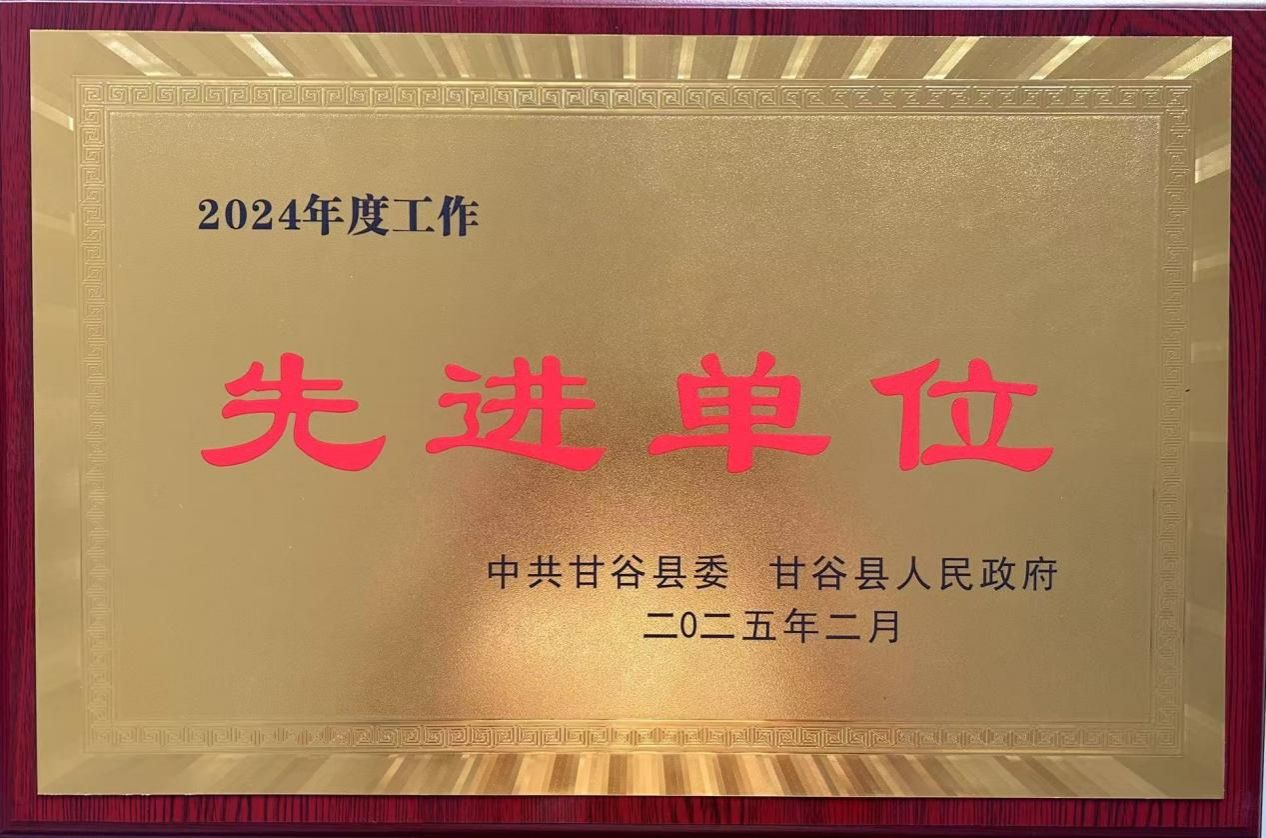 2024年度工作
先进单位
中共甘谷县委 甘谷县人民政府
二0二五年二月